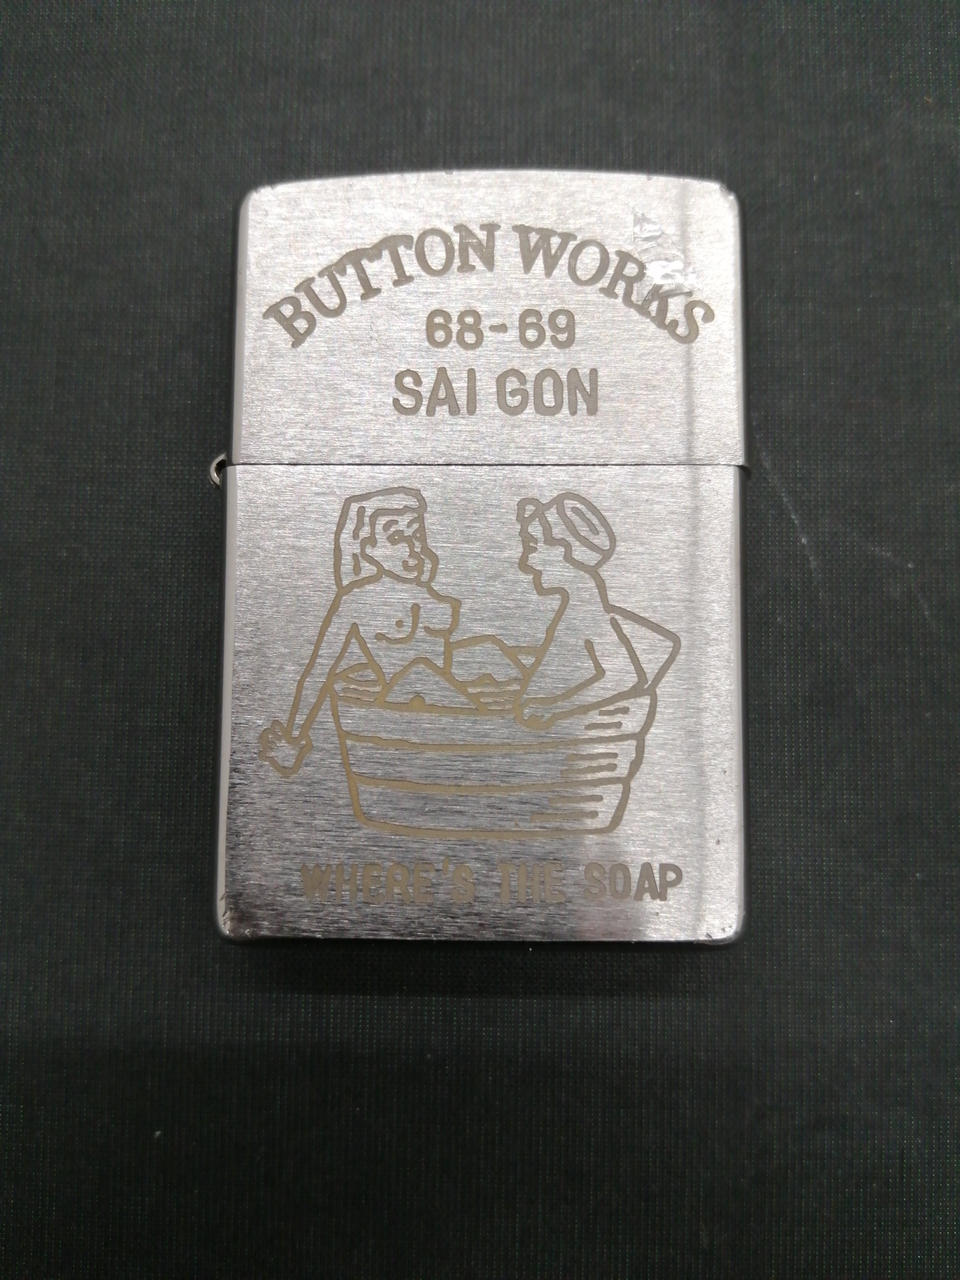 BUTTON WORKS
68-69
SAI GON
WHERE'S THE SOAP